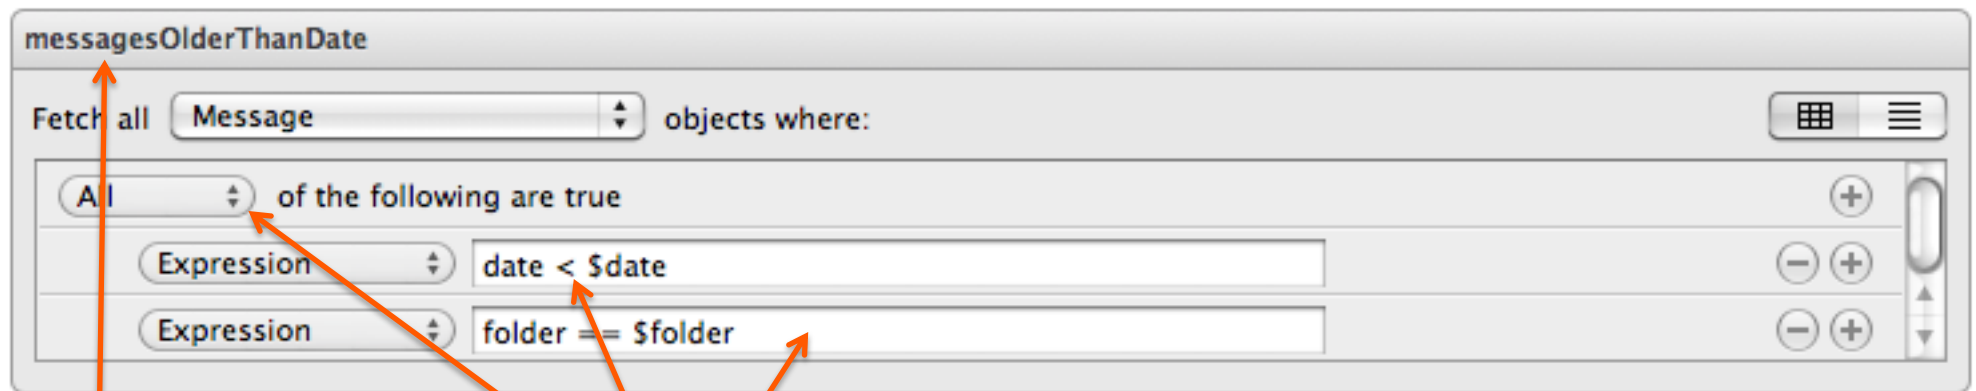 messagesOlderThanDate
Fetch all Message objects where:
All of the following are true
Expression date < $date
Expression folder == $folder